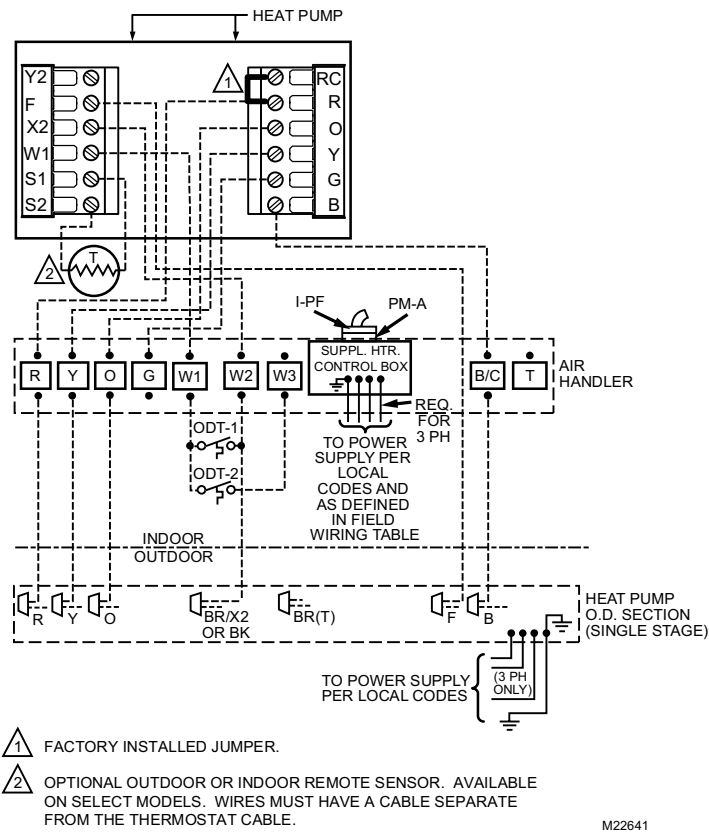 HEAT PUMP
Y2
F
X2
W1
S1
S2
1
RC
R
O
Y
G
B
2
T
I-PF
PM-A
R
Y
O
G
W1
W2
W3
SUPPL. HTR.
CONTROL BOX
B/C
T
AIR
HANDLER
REQ.
FOR
3 PH
ODT-1
ODT-2
TO POWER
SUPPLY PER
LOCAL
CODES AND
AS DEFINED
IN FIELD
WIRING TABLE
INDOOR
OUTDOOR
R
Y
O
BR/X2
OR BK
BR(T)
F
B
HEAT PUMP
O.D. SECTION
(SINGLE STAGE)
TO POWER SUPPLY
PER LOCAL CODES
(3 PH
ONLY)
1 FACTORY INSTALLED JUMPER.
2 OPTIONAL OUTDOOR OR INDOOR REMOTE SENSOR. AVAILABLE
ON SELECT MODELS. WIRES MUST HAVE A CABLE SEPARATE
FROM THE THERMOSTAT CABLE.
M22641